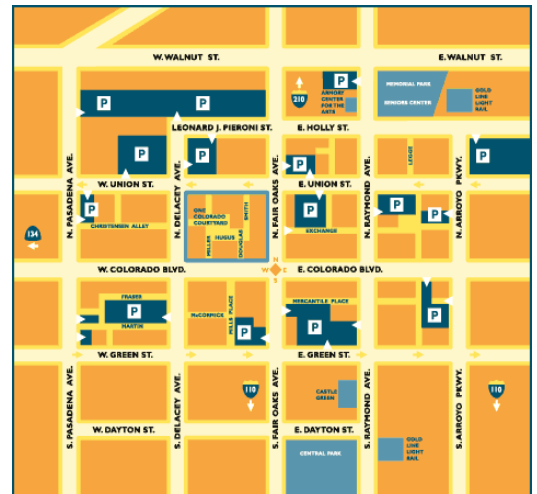 W. WALNUT ST.
E. WALNUT ST.
P
P
P
210
ARMORY
CENTER
FOR THE
ARTS
MEMORIAL PARK
SENIORS CENTER
GOLD
LINE
LIGHT
RAIL
LEONARD J. PIERONI ST.
E. HOLLY ST.
N. PASADENA AVE.
N. DELACEY AVE.
N. FAIR OAKS AVE.
N. RAYMOND AVE.
N. ARROYO PKWY.
P
P
P
P
LEGGE
W. UNION ST.
E. UNION ST.
P
P
P
P
CHRISTENSEN ALLEY
ONE
COLORADO
COURTYARD
SMITH
MILLER
HUGUS
DOUGLAS
EXCHANGE
134
N
W E
S
W. COLORADO BLVD.
E. COLORADO BLVD.
FRASER
P
MARTIN
McCORMICK
MILLS PLACE
P
MERCANTILE PLACE
P
P
W. GREEN ST.
E. GREEN ST.
S. PASADENA AVE.
S. DELACEY AVE.
S. FAIR OAKS AVE.
S. RAYMOND AVE.
S. ARROYO PKWY.
110
CASTLE
GREEN
110
W. DAYTON ST.
E. DAYTON ST.
CENTRAL PARK
GOLD
LINE
LIGHT
RAIL